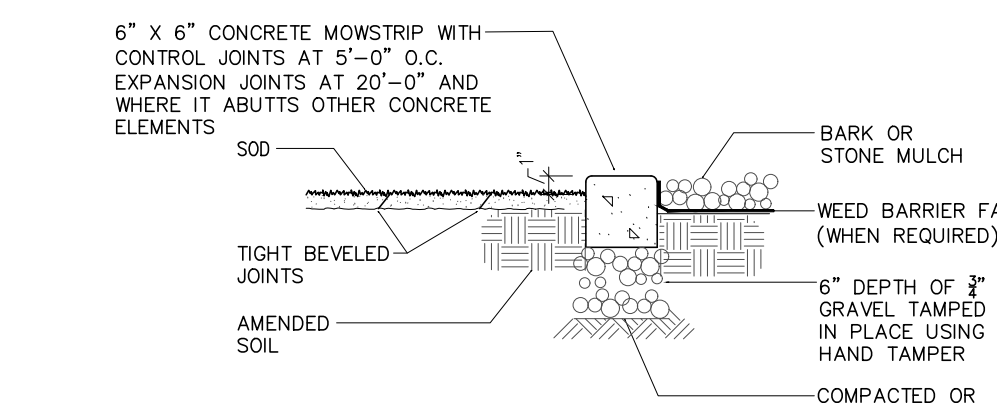 6” X 6” CONCRETE MOWSTRIP WITH
CONTROL JOINTS AT 5’–0” O.C.
EXPANSION JOINTS AT 20’–0” AND
WHERE IT ABUTTS OTHER CONCRETE
ELEMENTS
SOD
1”
BARK OR
STONE MULCH
WEED BARRIER FA
(WHEN REQUIRED)
TIGHT BEVELED
JOINTS
6” DEPTH OF 3/4”
GRAVEL TAMPED
IN PLACE USING
HAND TAMPER
AMENDED
SOIL
COMPACTED OR